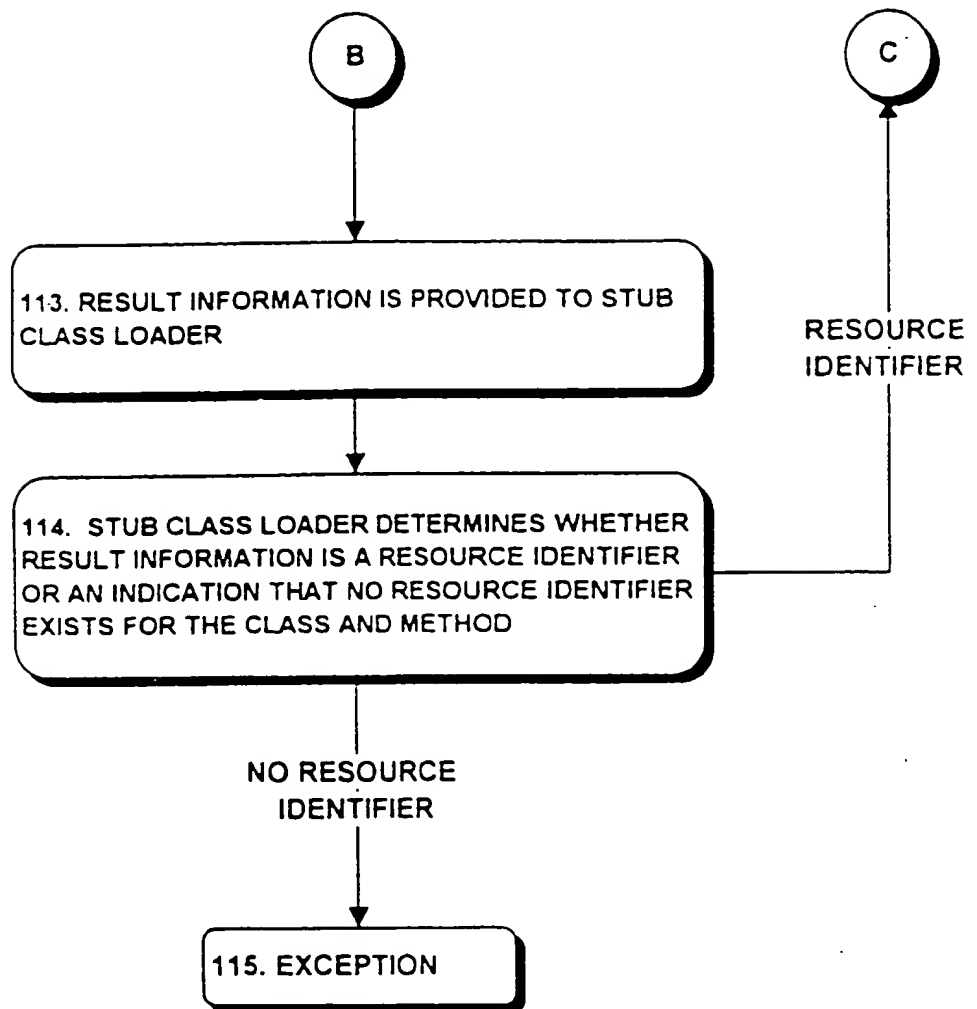 B
C
113. RESULT INFORMATION IS PROVIDED TO STUB
CLASS LOADER
RESOURCE
IDENTIFIER
114. STUB CLASS LOADER DETERMINES WHETHER
RESULT INFORMATION IS A RESOURCE IDENTIFIER
OR AN INDICATION THAT NO RESOURCE IDENTIFIER
EXISTS FOR THE CLASS AND METHOD
NO RESOURCE
IDENTIFIER
115. EXCEPTION